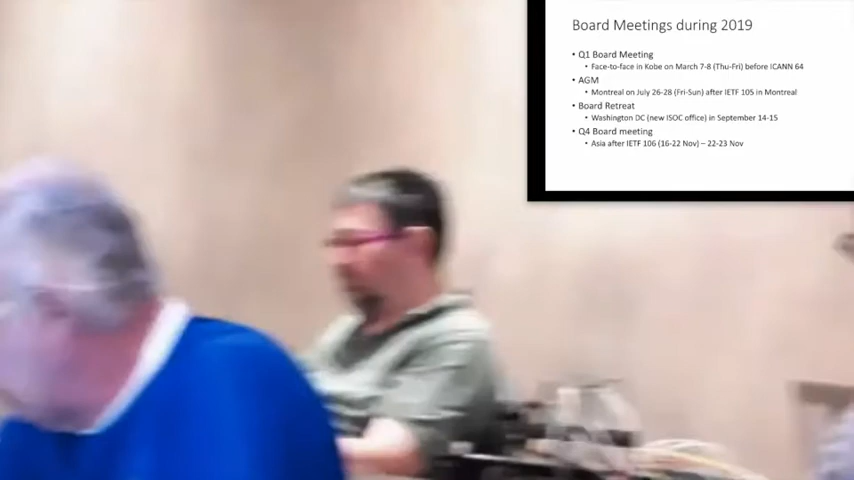 Board Meetings during 2019
• Q1 Board Meeting
• Face-to-face in Kobe on March 7-8 (Thu-Fri) before ICANN 64
• AGM
• Montreal on July 26-28 (Fri-Sun) after IETF 105 in Montreal
• Board Retreat
• Washington DC (new ISOC office) in September 14-15
• Q4 Board meeting
• Asia after IETF 106 (16-22 Nov) – 22-23 Nov